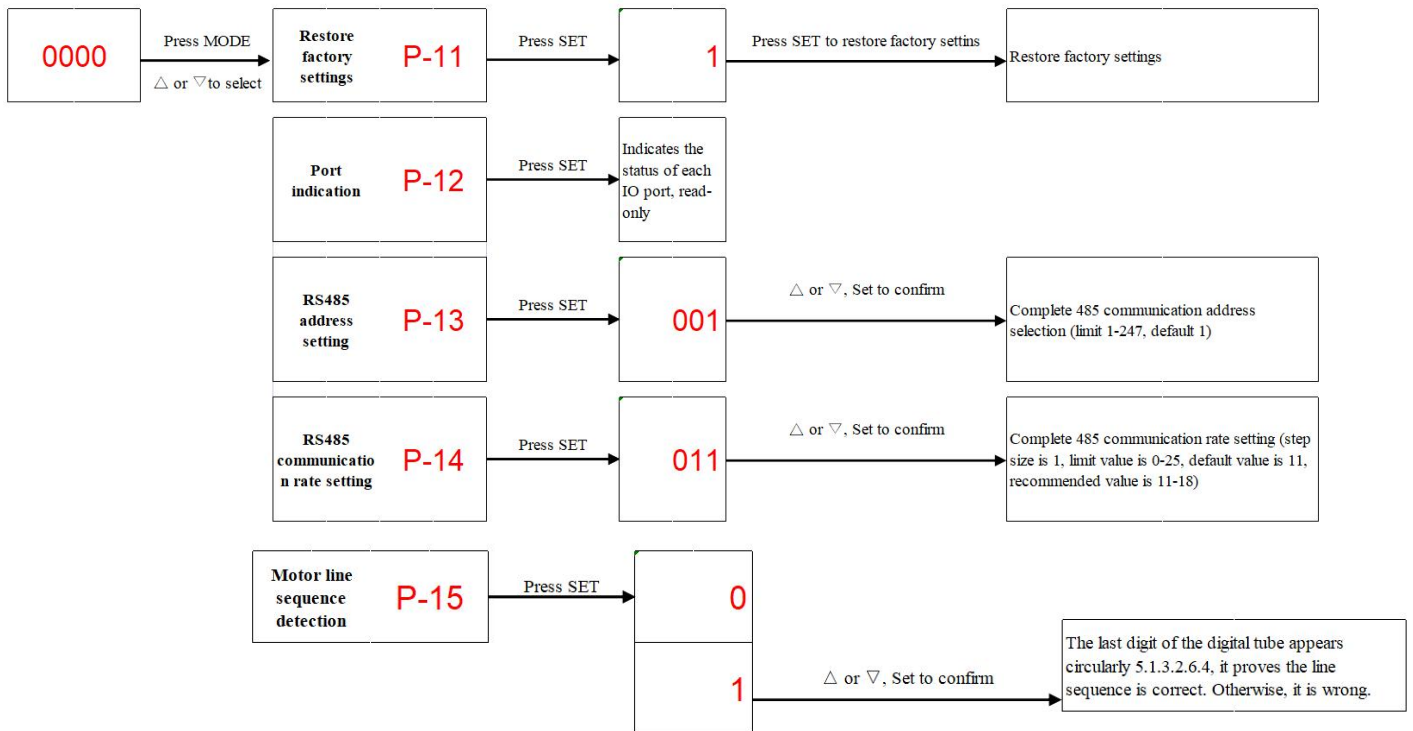 0000
Press MODE
△ or ▽to select
Restore
factory
settings
P-11
Press SET
1
Press SET to restore factory settins
Restore factory settings
Port
indication
P-12
Press SET
Indicates the
status of each
IO port, read-
only
RS485
address
setting
P-13
Press SET
001
△ or ▽, Set to confirm
Complete 485 communication address
selection (limit 1-247, default 1)
RS485
communicatio
n rate setting
P-14
Press SET
011
△ or ▽, Set to confirm
Complete 485 communication rate setting (step
size is 1, limit value is 0-25, default value is 11,
recommended value is 11-18)
Motor line
sequence
detection
P-15
Press SET
0
1
△ or ▽, Set to confirm
The last digit of the digital tube appears
circularly 5.1.3.2.6.4, it proves the line
sequence is correct. Otherwise, it is wrong.